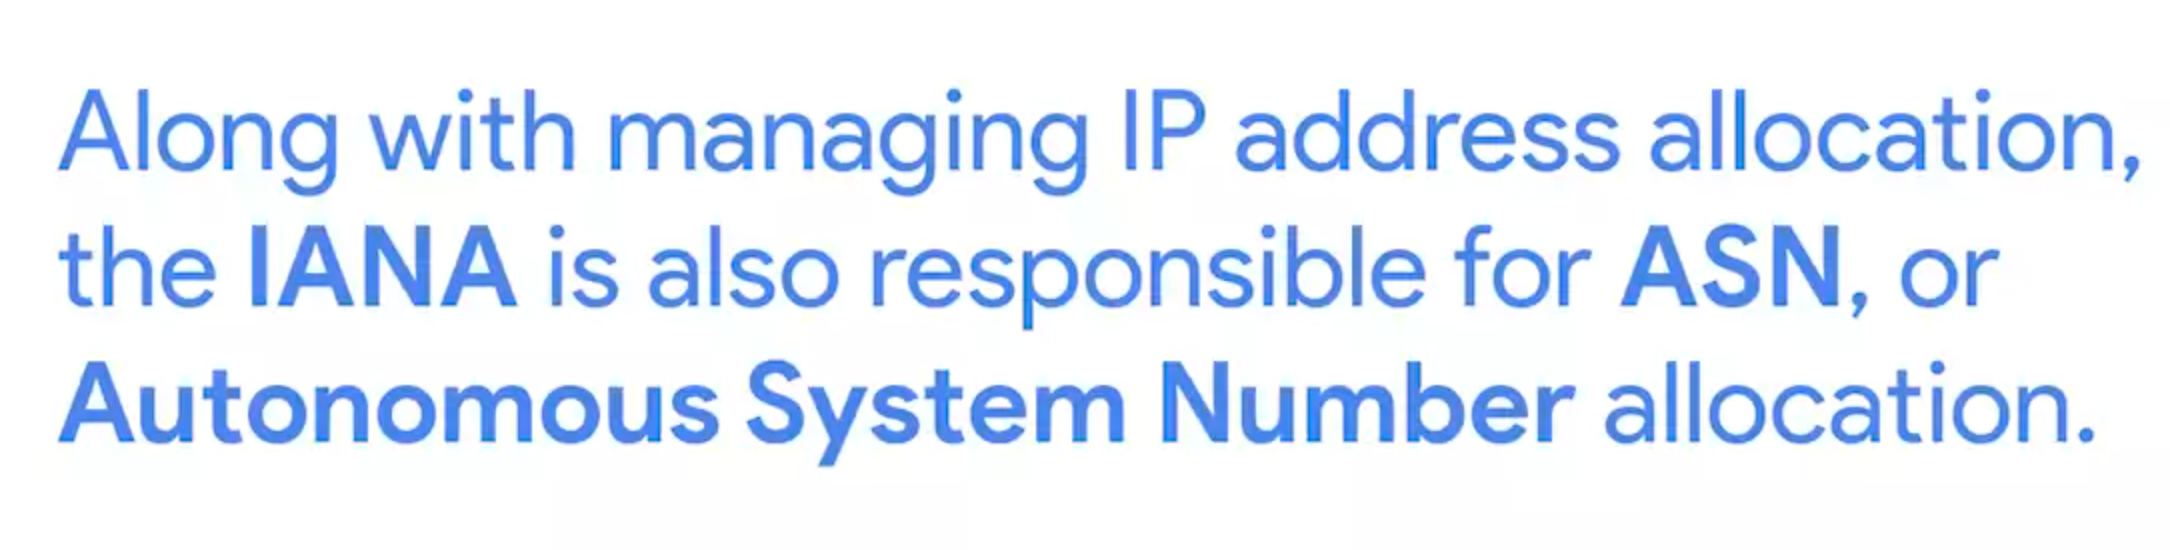 Along with managing IP address allocation,
the IANA is also responsible for ASN, or
Autonomous System Number allocation.